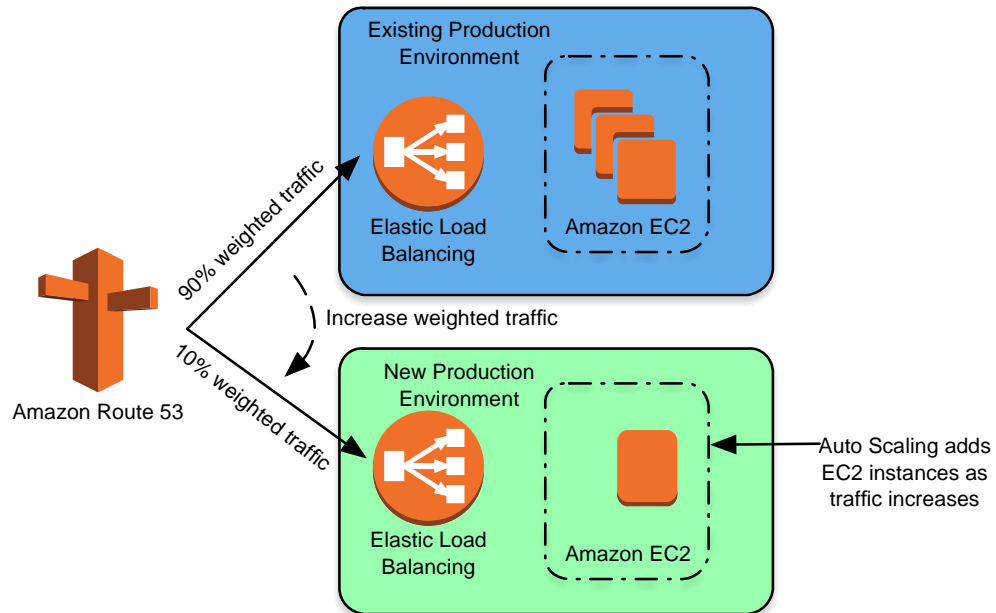 Existing Production
Environment
Elastic Load
Balancing
Amazon EC2
90% weighted traffic
Increase weighted traffic
10% weighted traffic
Amazon Route 53
New Production
Environment
Elastic Load
Balancing
Amazon EC2
Auto Scaling adds
EC2 instances as
traffic increases